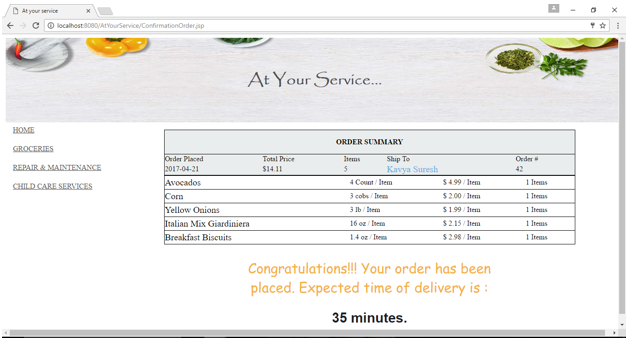 At your service
localhost:8080/AtYourService/ConfirmationOrder.jsp
At Your Service...
HOME
GROCERIES
REPAIR & MAINTENANCE
CHILD CARE SERVICES
ORDER SUMMARY
Order Placed Total Price Items Ship To Order #
2017-04-21 $14.11 5 Kavya Suresh 42
Avocados 4 Count / Item $ 4.99 / Item 1 Items
Corn 3 cobs / Item $ 2.00 / Item 1 Items
Yellow Onions 3 lb / Item $ 1.99 / Item 1 Items
Italian Mix Giardiniera 16 oz / Item $ 2.15 / Item 1 Items
Breakfast Biscuits 1.4 oz / Item $ 2.98 / Item 1 Items
Congratulations!!! Your order has been
placed. Expected time of delivery is :
35 minutes.